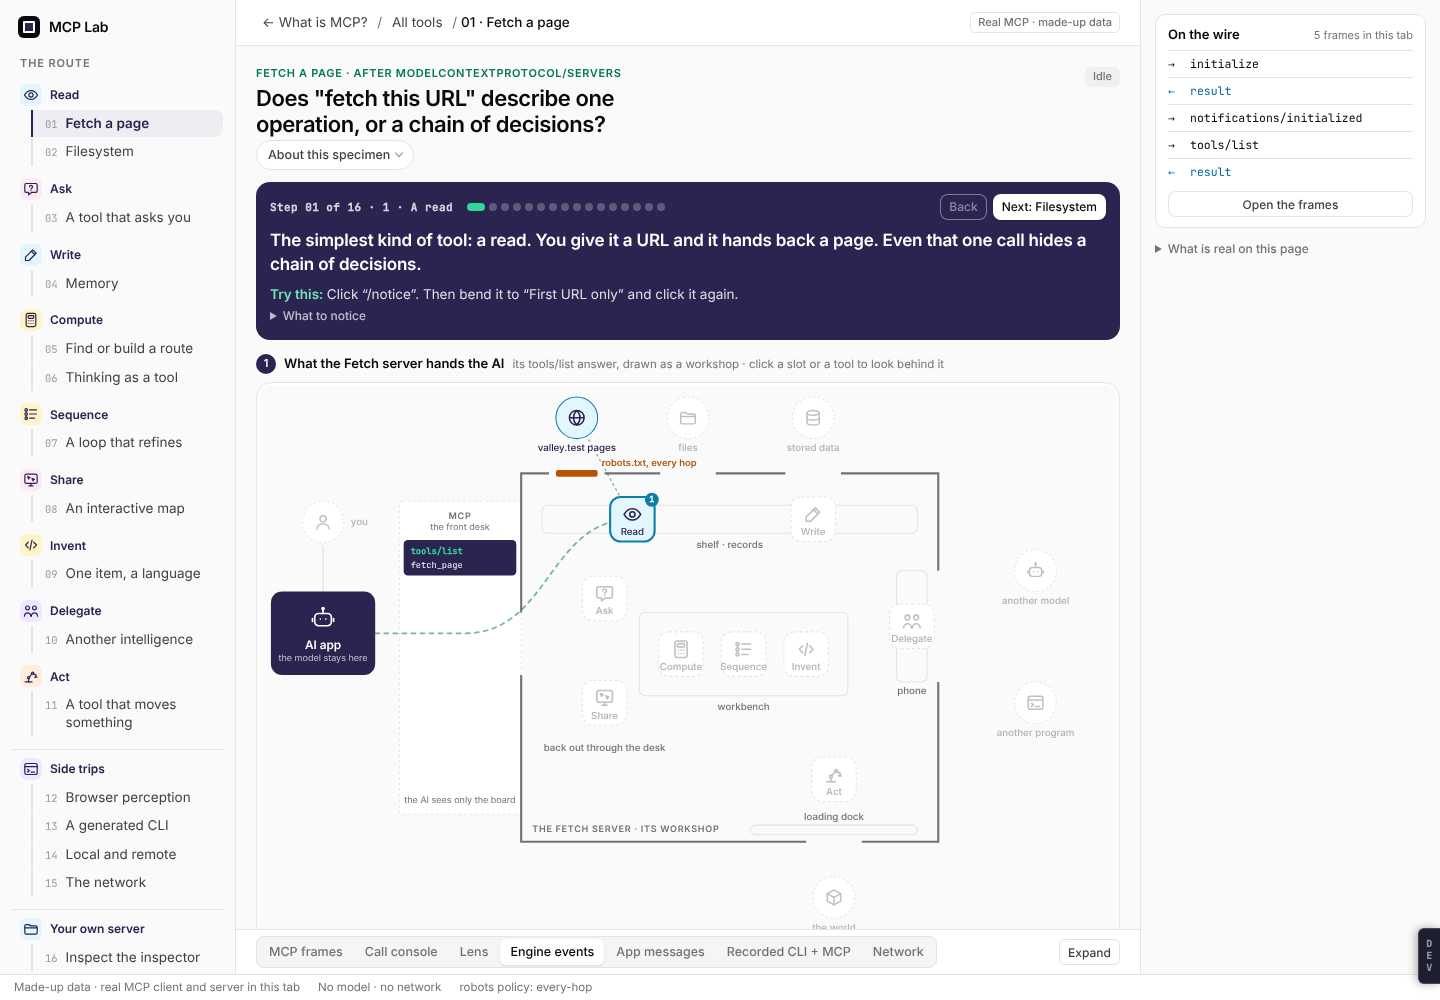 MCP Lab
THE ROUTE
Read
01 Fetch a page
02 Filesystem
Ask
03 A tool that asks you
Write
04 Memory
Compute
05 Find or build a route
06 Thinking as a tool
Sequence
07 A loop that refines
Share
08 An interactive map
Invent
09 One item, a language
Delegate
10 Another intelligence
Act
11 A tool that moves
something
Side trips
12 Browser perception
13 A generated CLI
14 Local and remote
15 The network
Your own server
16 Inspect the inspector
← What is MCP? / All tools / 01 · Fetch a page
Real MCP · made-up data
FETCH A PAGE · AFTER MODELCONTEXTPROTOCOL/SERVERS
Idle
Does "fetch this URL" describe one
operation, or a chain of decisions?
About this specimen
Step 01 of 16 · 1 · A read
Back
Next: Filesystem
The simplest kind of tool: a read. You give it a URL and it hands back a page. Even that one call hides a
chain of decisions.
Try this: Click “/notice”. Then bend it to “First URL only” and click it again.
What to notice
1 What the Fetch server hands the AI its tools/list answer, drawn as a workshop · click a slot or a tool to look behind it
valley.test pages
files
stored data
robots.txt, every hop
you
MCP
the front desk
tools/list
fetch_page
1
Read
Write
shelf · records
Ask
another model
AI app
the model stays here
Compute
Sequence
Invent
Delegate
workbench
phone
Share
back out through the desk
another program
Act
loading dock
the AI sees only the board
THE FETCH SERVER · ITS WORKSHOP
the world
MCP frames
Call console
Lens
Engine events
App messages
Recorded CLI + MCP
Network
Expand
On the wire
5 frames in this tab
→ initialize
← result
→ notifications/initialized
→ tools/list
← result
Open the frames
What is real on this page
DEV
Made-up data · real MCP client and server in this tab
No model · no network
robots policy: every-hop